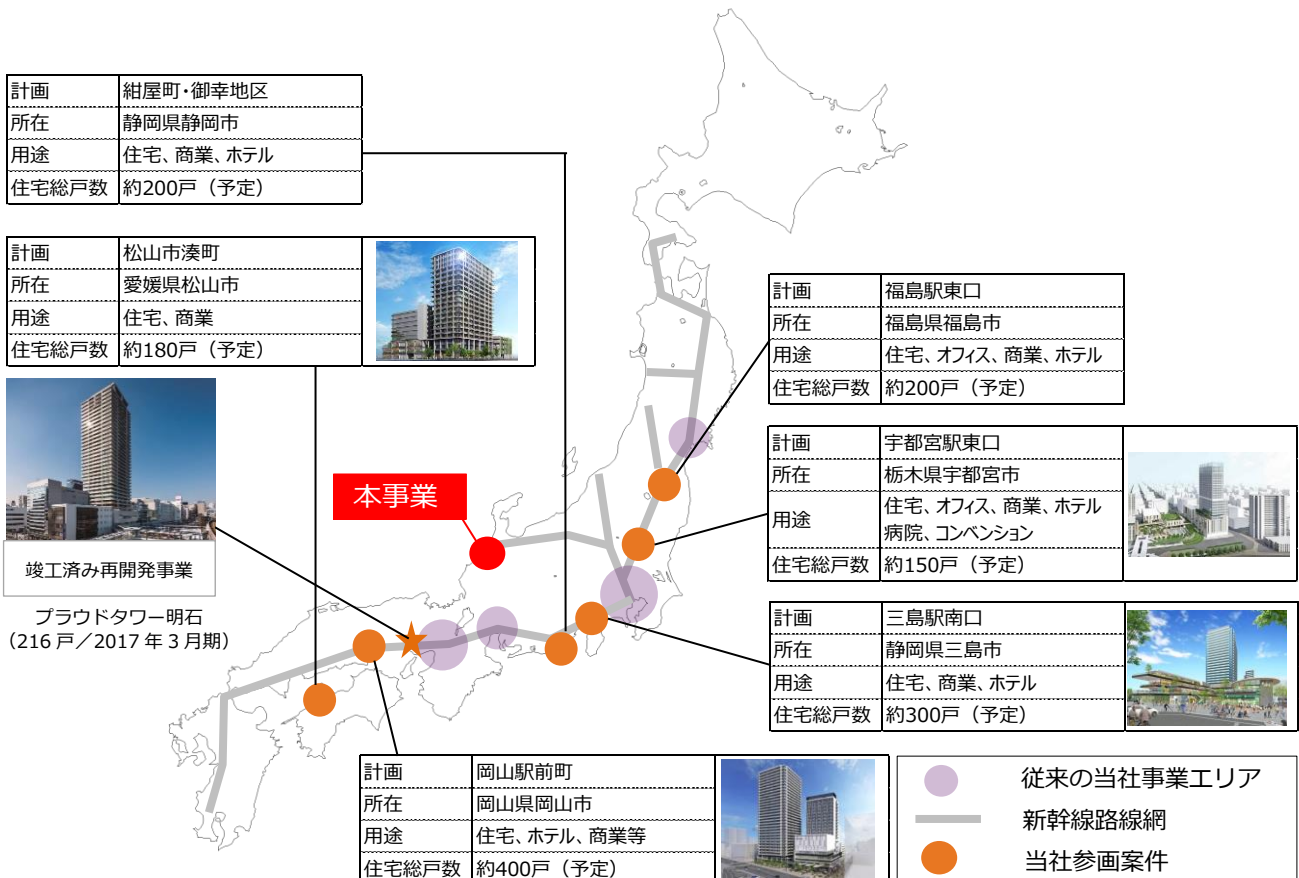 計画 紺屋町・御幸地区
所在 静岡県静岡市
用途 住宅、商業、ホテル
住宅総戸数 約200戸（予定）
計画 松山市湊町
所在 愛媛県松山市
用途 住宅、商業
住宅総戸数 約180戸（予定）
竣工済み再開発事業
プラウドタワー明石
（216戸／2017年3月期）
本事業
計画 福島駅東口
所在 福島県福島市
用途 住宅、オフィス、商業、ホテル
住宅総戸数 約200戸（予定）
計画 宇都宮駅東口
所在 栃木県宇都宮市
用途 住宅、オフィス、商業、ホテル
病院、コンベンション
住宅総戸数 約150戸（予定）
計画 三島駅南口
所在 静岡県三島市
用途 住宅、商業、ホテル
住宅総戸数 約300戸（予定）
計画 岡山駅前町
所在 岡山県岡山市
用途 住宅、ホテル、商業等
住宅総戸数 約400戸（予定）
従来の当社事業エリア
新幹線路線網
当社参画案件